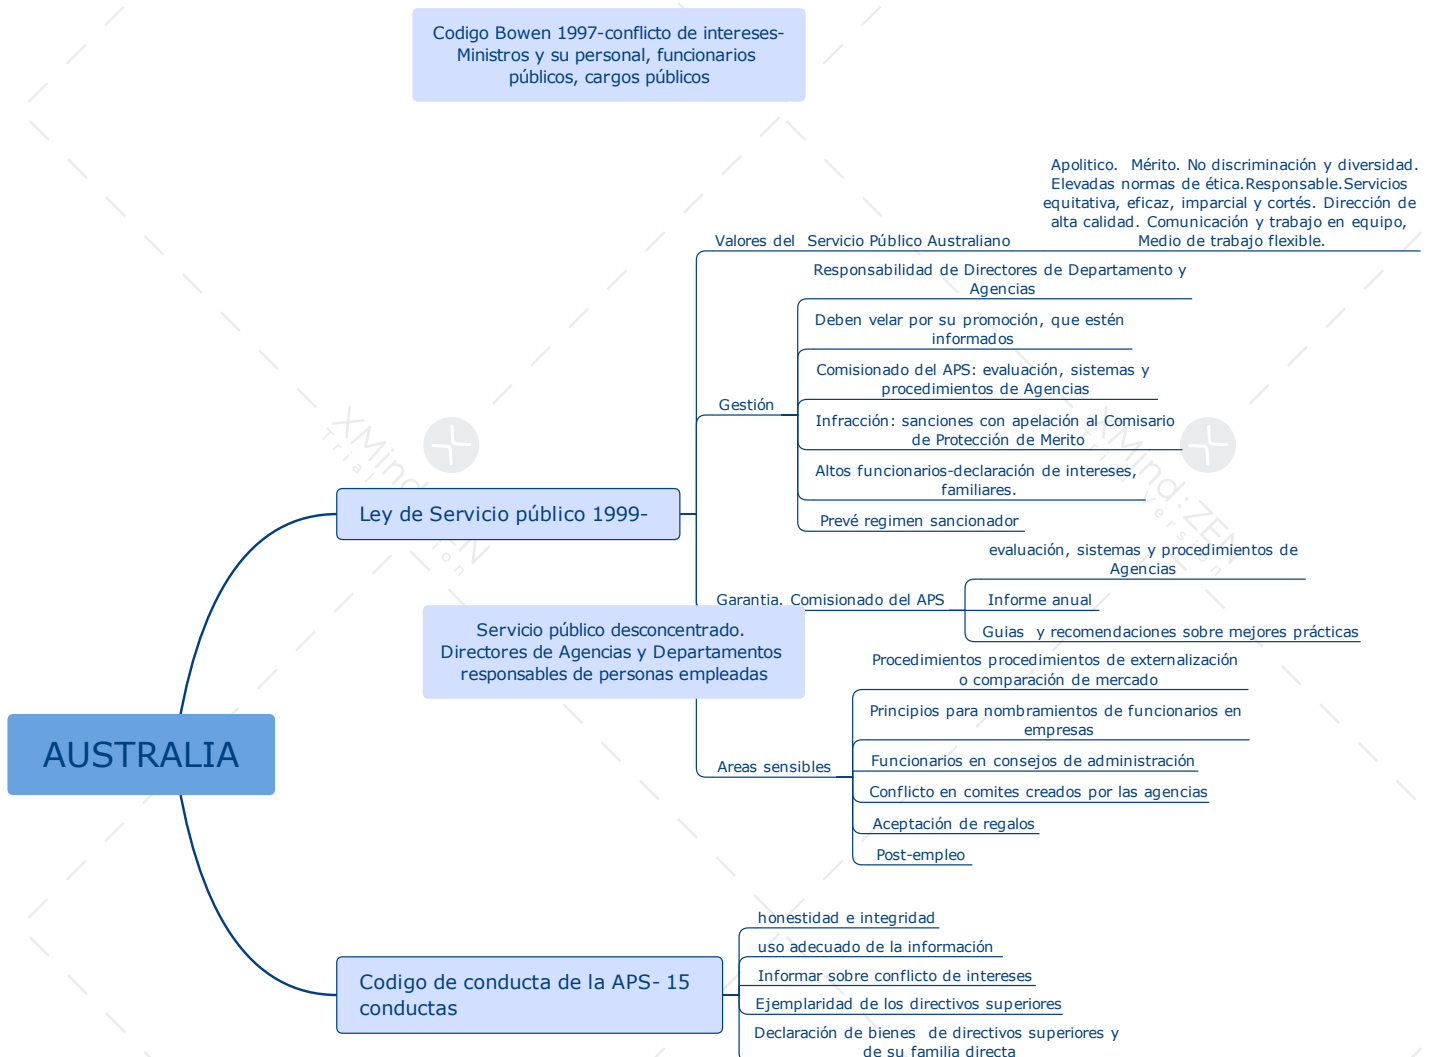 Codigo Bowen 1997-conflicto de intereses-
Ministros y su personal, funcionarios
públicos, cargos públicos
Apolitico.  Mérito. No discriminación y diversidad.
Elevadas normas de ética.Responsable.Servicios
equitativa, eficaz, imparcial y cortés. Dirección de
alta calidad. Comunicación y trabajo en equipo,
Medio de trabajo flexible.
Valores del  Servicio Público Australiano
Responsabilidad de Directores de Departamento y
Agencias
Deben velar por su promoción, que estén
informados
Comisionado del APS: evaluación, sistemas y
procedimientos de Agencias
Gestión
Infracción: sanciones con apelación al Comisario
de Protección de Merito
Altos funcionarios-declaración de intereses,
familiares.
Prevé regimen sancionador
Ley de Servicio público 1999-
evaluación, sistemas y procedimientos de
Agencias
Garantia. Comisionado del APS
Informe anual
Guias  y recomendaciones sobre mejores prácticas
Servicio público desconcentrado.
Directores de Agencias y Departamentos
responsables de personas empleadas
Procedimientos procedimientos de externalización
o comparación de mercado
Principios para nombramientos de funcionarios en
empresas
Areas sensibles
Funcionarios en consejos de administración
Conflicto en comites creados por las agencias
Aceptación de regalos
Post-empleo
AUSTRALIA
honestidad e integridad
uso adecuado de la información
Informar sobre conflicto de intereses
Ejemplaridad de los directivos superiores
Declaración de bienes  de directivos superiores y
de su familia directa
Codigo de conducta de la APS- 15
conductas
XMind:ZEN
Trial Version
XMind:ZEN
Trial Version